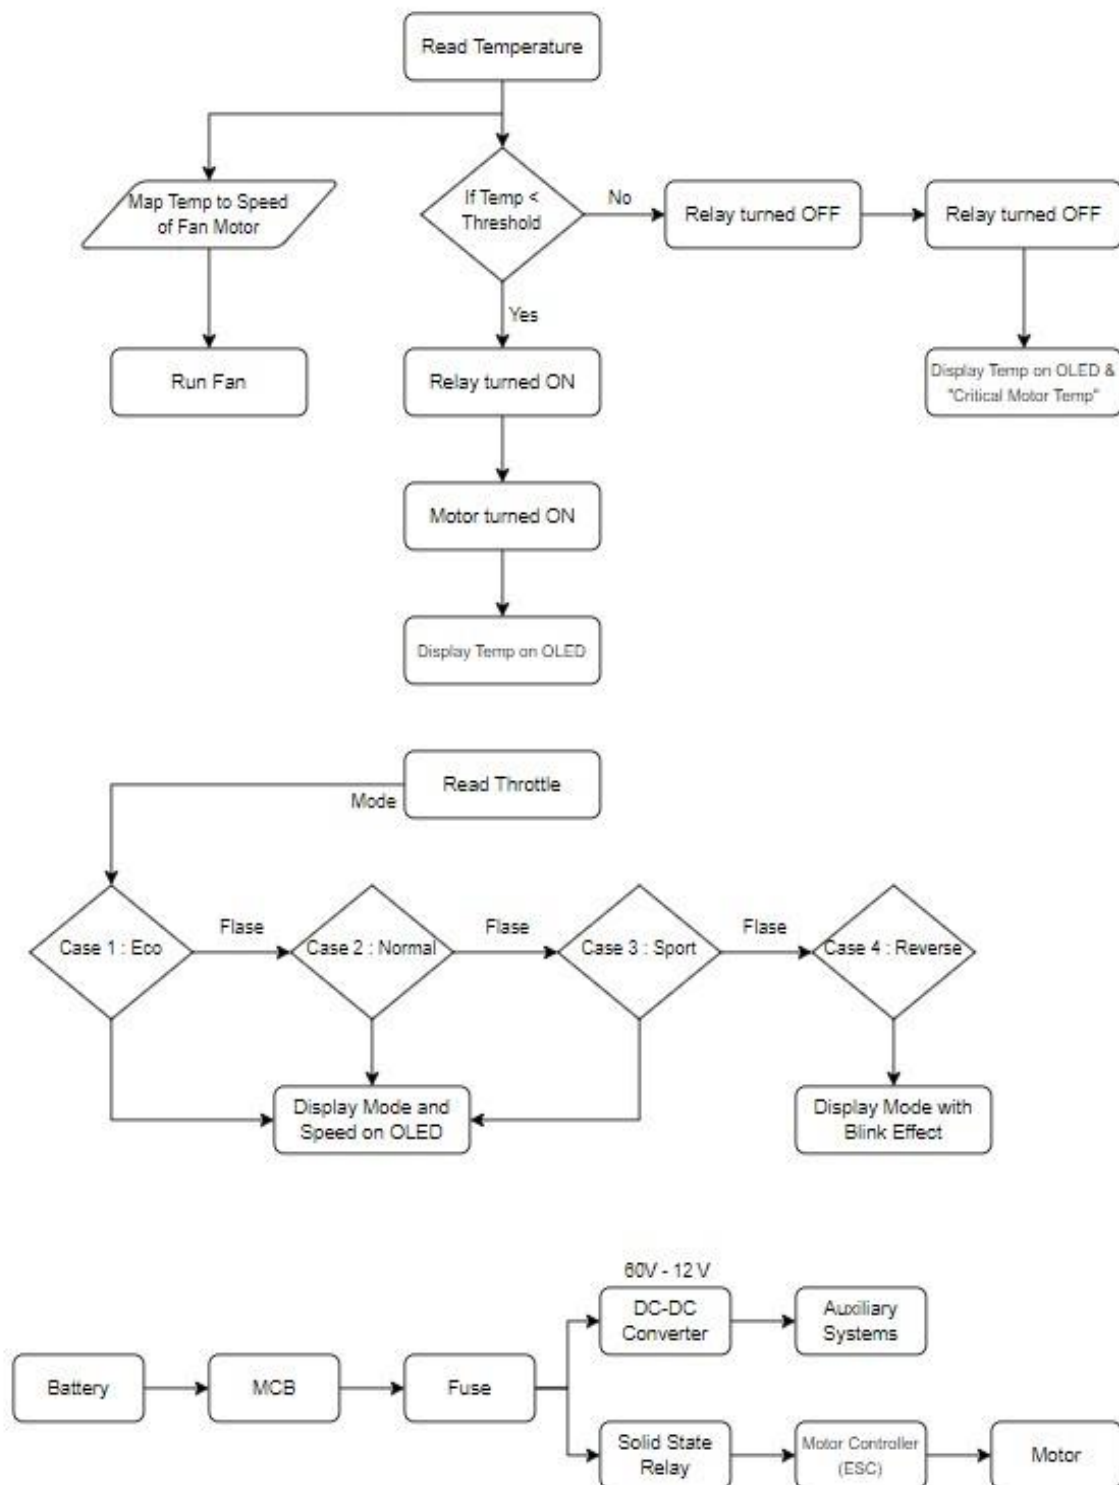 Read Temperature
Map Temp to Speed
of Fan Motor
If Temp <
Threshold
No
Relay turned OFF
Relay turned OFF
Yes
Run Fan
Relay turned ON
Display Temp on OLED &
"Critical Motor Temp"
Motor turned ON
Display Temp on OLED
Read Throttle
Mode
Case 1 : Eco
Flase
Case 2 : Normal
Flase
Case 3 : Sport
Flase
Case 4 : Reverse
Display Mode and
Speed on OLED
Display Mode with
Blink Effect
60V - 12 V
DC-DC
Converter
Auxiliary
Systems
Battery
MCB
Fuse
Solid State
Relay
Motor Controller
(ESC)
Motor